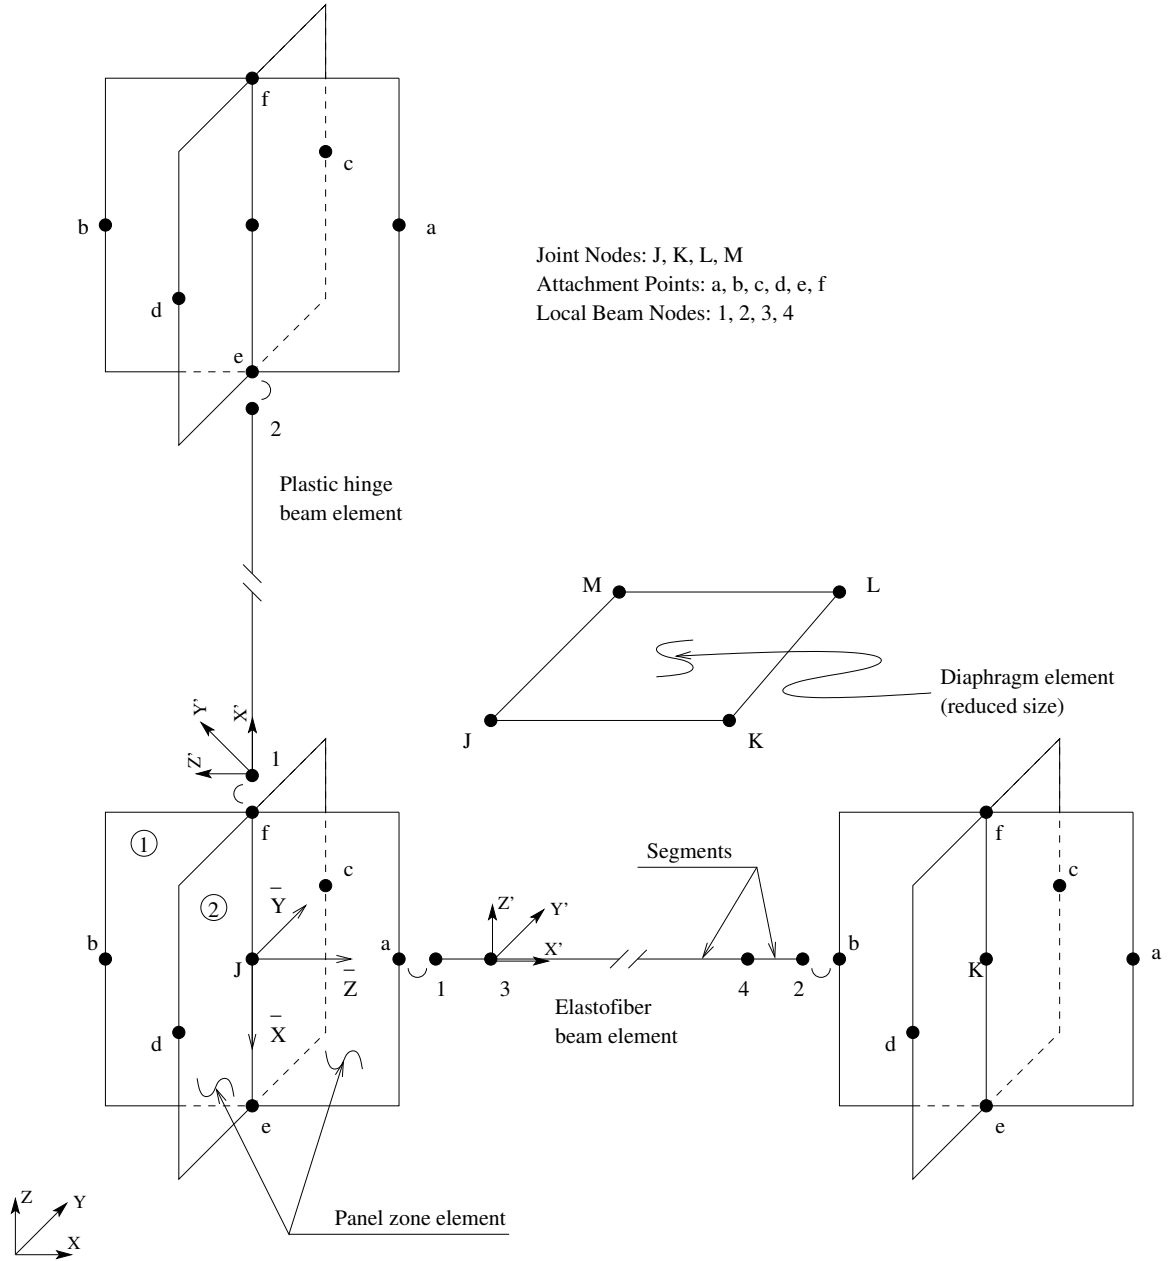 f
c
b
a
d
e
2
Joint Nodes: J, K, L, M
Attachment Points: a, b, c, d, e, f
Local Beam Nodes: 1, 2, 3, 4
Plastic hinge
beam element
M
L
J
K
Diaphragm element
(reduced size)
Y'
X'
Z'
1
f
1
2
c
b
a
J
Y̅
Z̅
X̅
d
e
Segments
Z'
Y'
X'
1
3
4
2
Elastofiber
beam element
f
c
b
a
K
d
e
Panel zone element
Z
Y
X